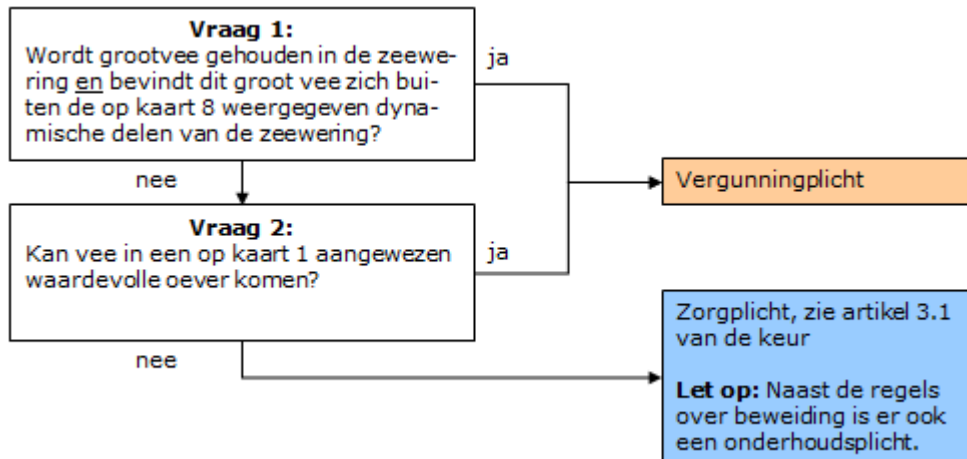 Vraag 1:
Wordt grootvee gehouden in de zeewe-
ring en bevindt dit groot vee zich bui-
ten de op kaart 8 weergegeven dyna-
mische delen van de zeewering?
ja
nee
Vergunningplicht
Vraag 2:
Kan vee in een op kaart 1 aangewezen
waardevolle oever komen?
ja
nee
Zorgplicht, zie artikel 3.1
van de keur
Let op: Naast de regels
over beweiding is er ook
een onderhoudsplicht.